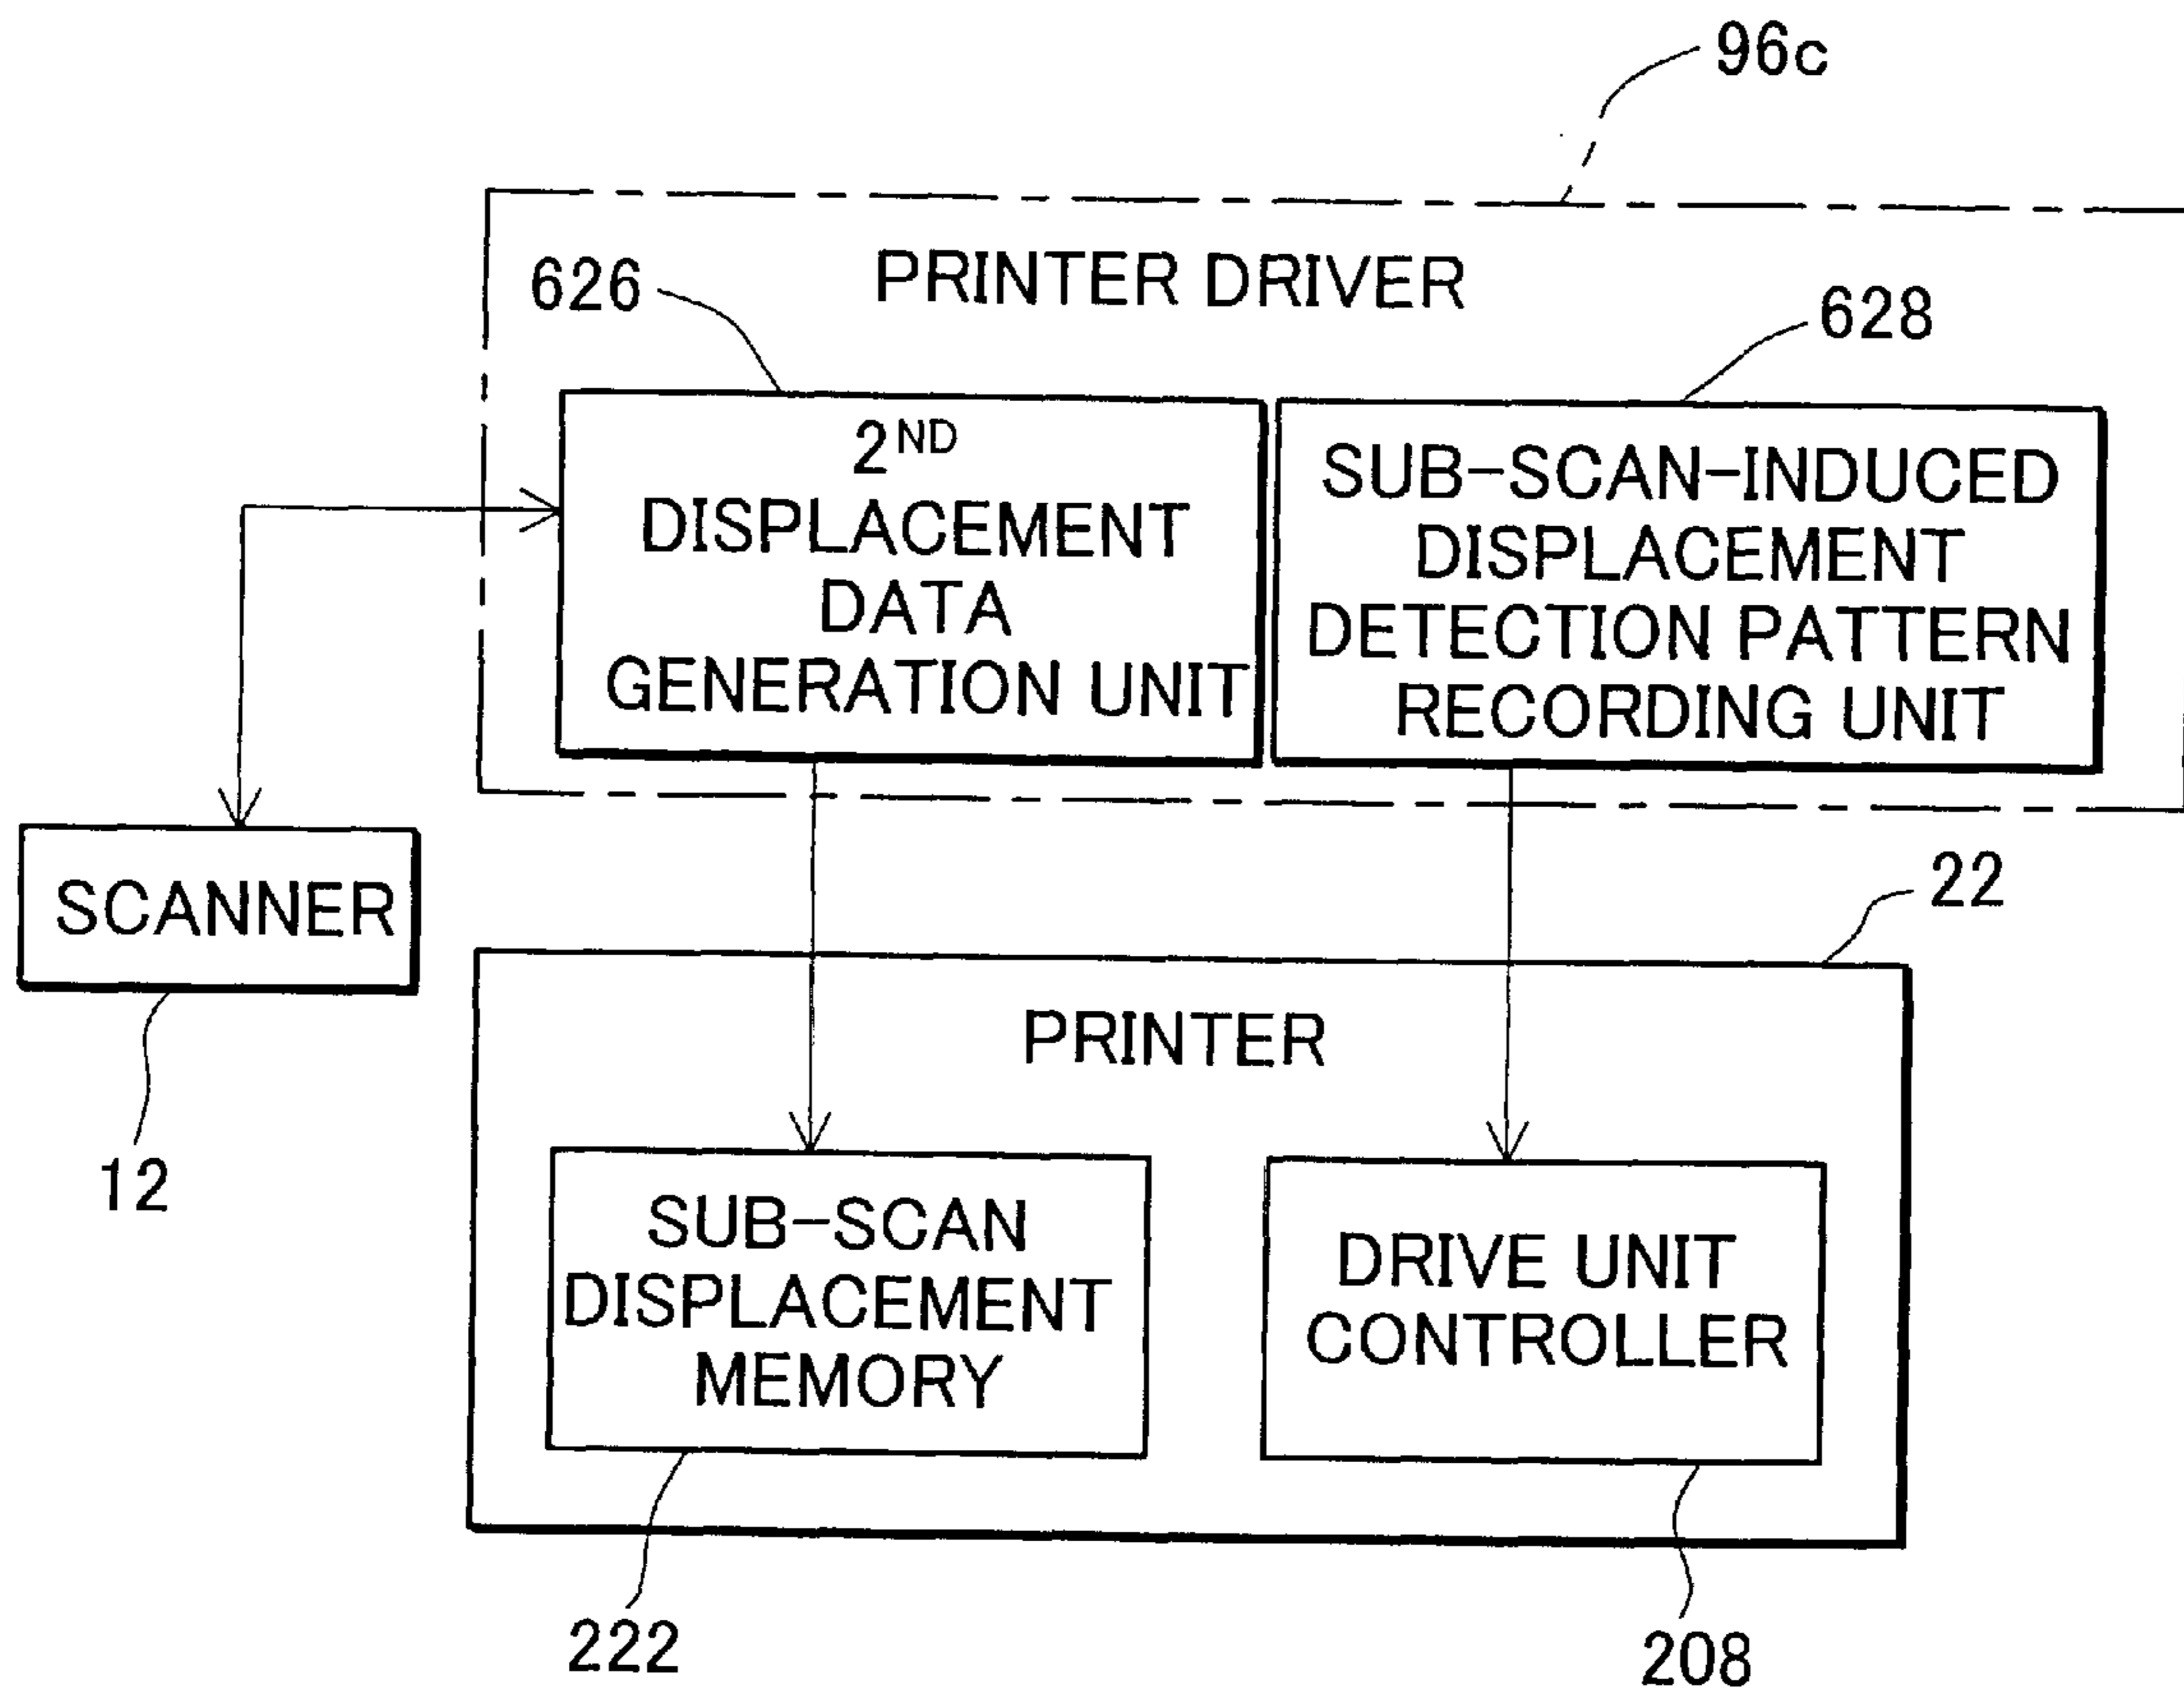 96c
PRINTER DRIVER
626
628
2ND
DISPLACEMENT
DATA
GENERATION UNIT
SUB-SCAN-INDUCED
DISPLACEMENT
DETECTION PATTERN
RECORDING UNIT
SCANNER
12
22
PRINTER
SUB-SCAN
DISPLACEMENT
MEMORY
DRIVE UNIT
CONTROLLER
222
208